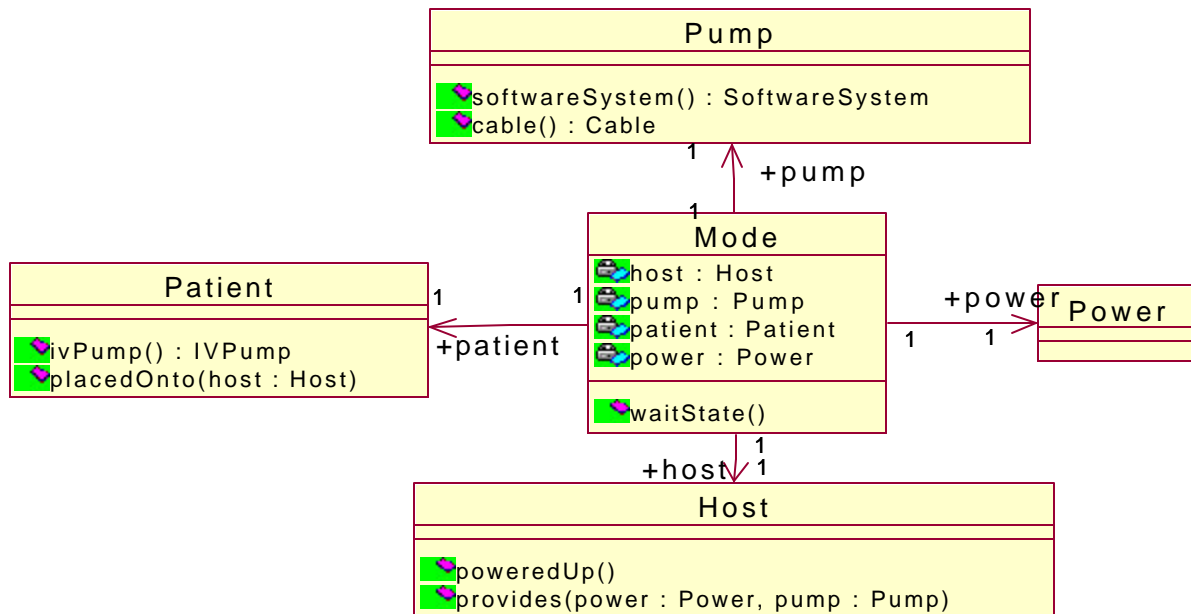 Pump
softwareSystem() : SoftwareSystem
cable() : Cable
1
+pump
1
Mode
host : Host
pump : Pump
patient : Patient
power : Power
waitState()
Patient
ivPump() : IVPump
placedOnto(host : Host)
1
1
+patient
+power
1
1
Power
1
+host
1
Host
poweredUp()
provides(power : Power, pump : Pump)